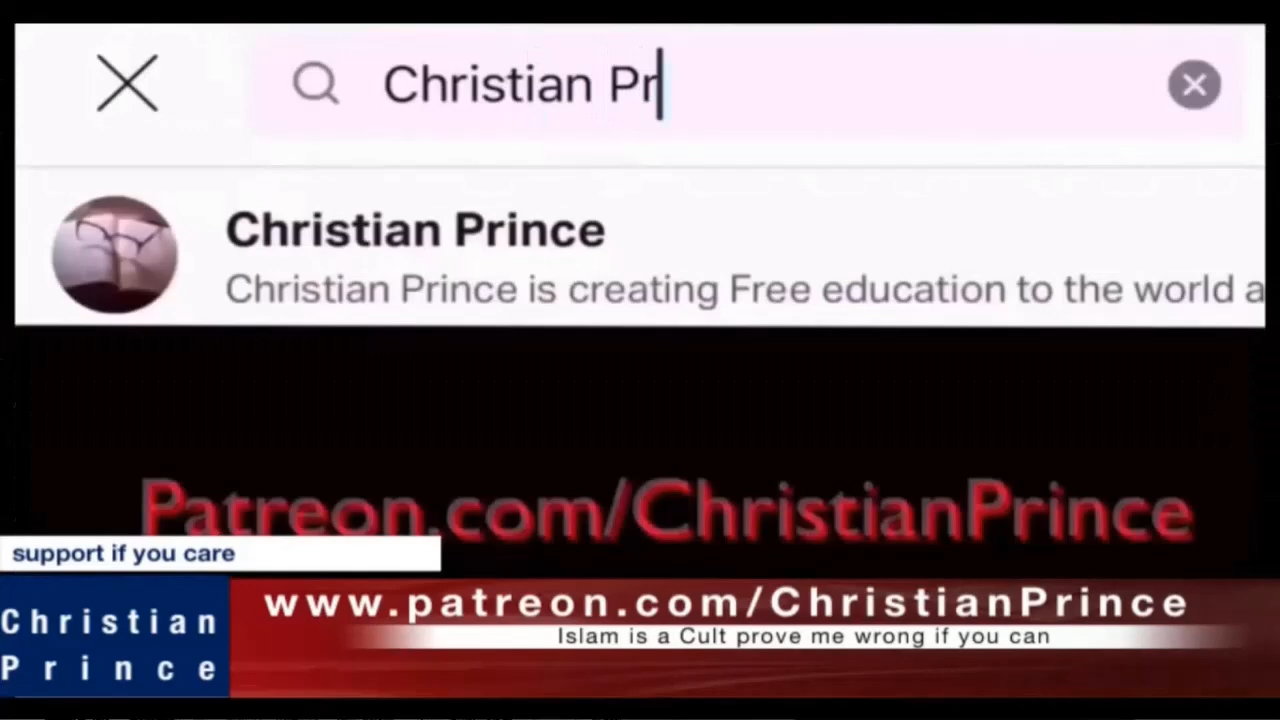 Christian Pr
Christian Prince
Christian Prince is creating Free education to the world a
Patreon.com/ChristianPrince
support if you care
Christian
Prince
www.patreon.com/ChristianPrince
Islam is a Cult prove me wrong if you can